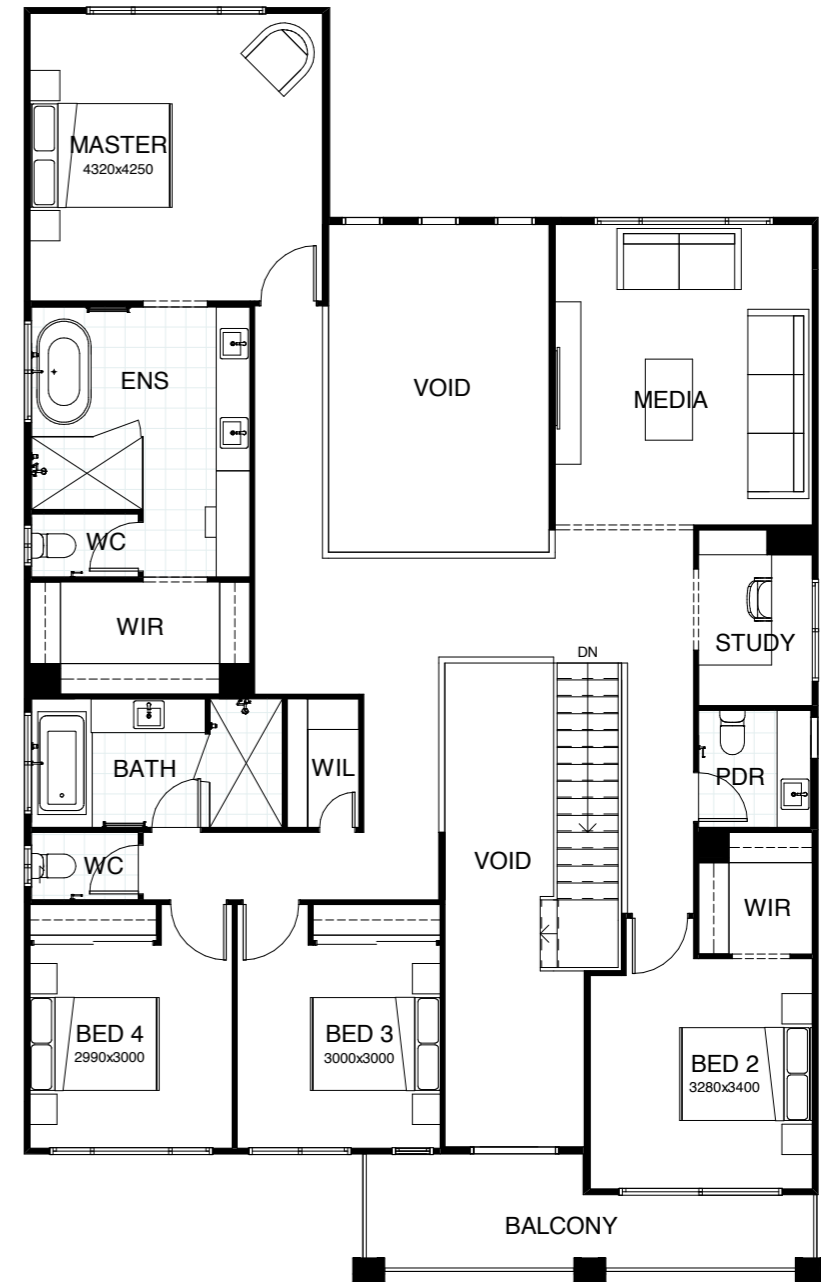 MASTER
4320x4250
ENS
VOID
MEDIA
WC
WIR
STUDY
DN
BATH
WIL
PDR
WC
VOID
WIR
BED 4
2990x3000
BED 3
3000x3000
BED 2
3280x3400
BALCONY